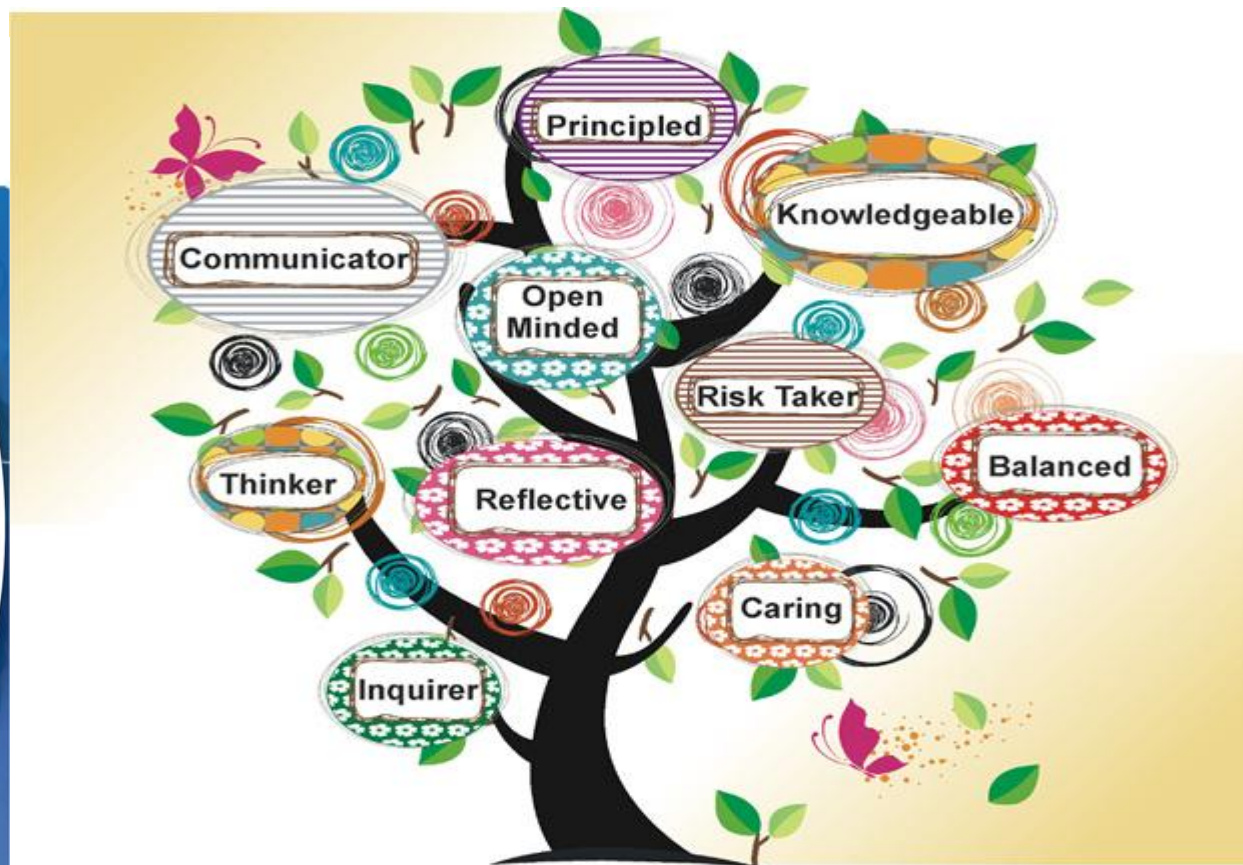 Principled
Knowledgeable
Communicator
Open
Minded
Risk Taker
Balanced
Thinker
Reflective
Caring
Inquirer